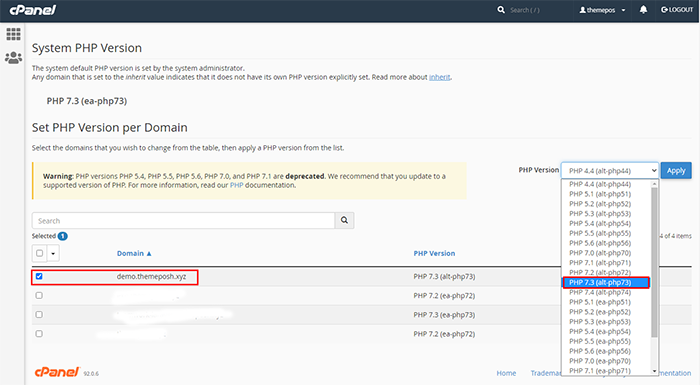 cPanel
Search ( / )
themepos
LOGOUT
System PHP Version
The system default PHP version is set by the system administrator.
Any domain that is set to the inherit value indicates that it does not have its own PHP version explicitly set. Read more about inherit.
PHP 7.3 (ea-php73)
Set PHP Version per Domain
Select the domains that you wish to change from the table, then apply a PHP version from the list.
Warning: PHP versions PHP 5.4, PHP 5.5, PHP 5.6, PHP 7.0, and PHP 7.1 are deprecated. We recommend that you update to a
supported version of PHP. For more information, read our PHP documentation.
PHP Version
PHP 4.4 (alt-php44)
Apply
PHP 4.4 (alt-php44)
PHP 5.1 (alt-php51)
PHP 5.2 (alt-php52)
PHP 5.3 (alt-php53)
PHP 5.4 (alt-php54)
PHP 5.5 (alt-php55)
PHP 5.6 (alt-php56)
PHP 7.0 (alt-php70)
PHP 7.1 (alt-php71)
PHP 7.2 (alt-php72)
PHP 7.3 (alt-php73)
PHP 7.4 (alt-php74)
PHP 5.1 (ea-php51)
PHP 5.2 (ea-php52)
PHP 5.3 (ea-php53)
PHP 5.4 (ea-php54)
PHP 5.5 (ea-php55)
PHP 5.6 (ea-php56)
PHP 7.0 (ea-php70)
PHP 7.1 (ea-php71)
Search
4 of 4 items
Selected 1
Domain PHP Version
demo.themeposh.xyz PHP 7.3 (alt-php73)
PHP 7.2 (ea-php72)
PHP 7.3 (alt-php73)
PHP 7.2 (ea-php72)
cPanel 92.0.6
Home